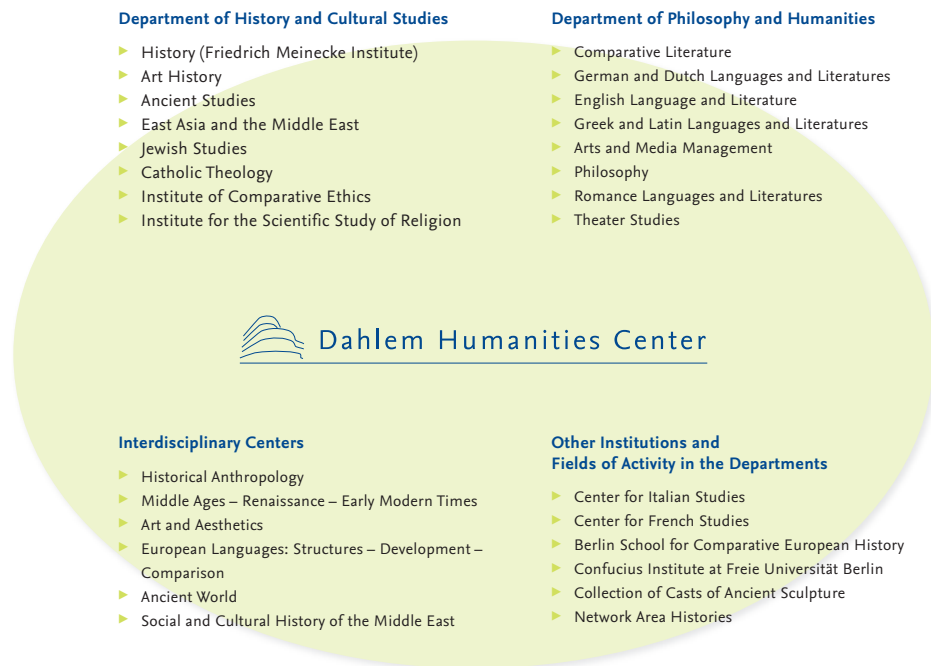 Department of History and Cultural Studies
History (Friedrich Meinecke Institute)
Art History
Ancient Studies
East Asia and the Middle East
Jewish Studies
Catholic Theology
Institute of Comparative Ethics
Institute for the Scientific Study of Religion
Department of Philosophy and Humanities
Comparative Literature
German and Dutch Languages and Literatures
English Language and Literature
Greek and Latin Languages and Literatures
Arts and Media Management
Philosophy
Romance Languages and Literatures
Theater Studies
Dahlem Humanities Center
Interdisciplinary Centers
Historical Anthropology
Middle Ages – Renaissance – Early Modern Times
Art and Aesthetics
European Languages: Structures – Development –
Comparison
Ancient World
Social and Cultural History of the Middle East
Other Institutions and
Fields of Activity in the Departments
Center for Italian Studies
Center for French Studies
Berlin School for Comparative European History
Confucius Institute at Freie Universität Berlin
Collection of Casts of Ancient Sculpture
Network Area Histories